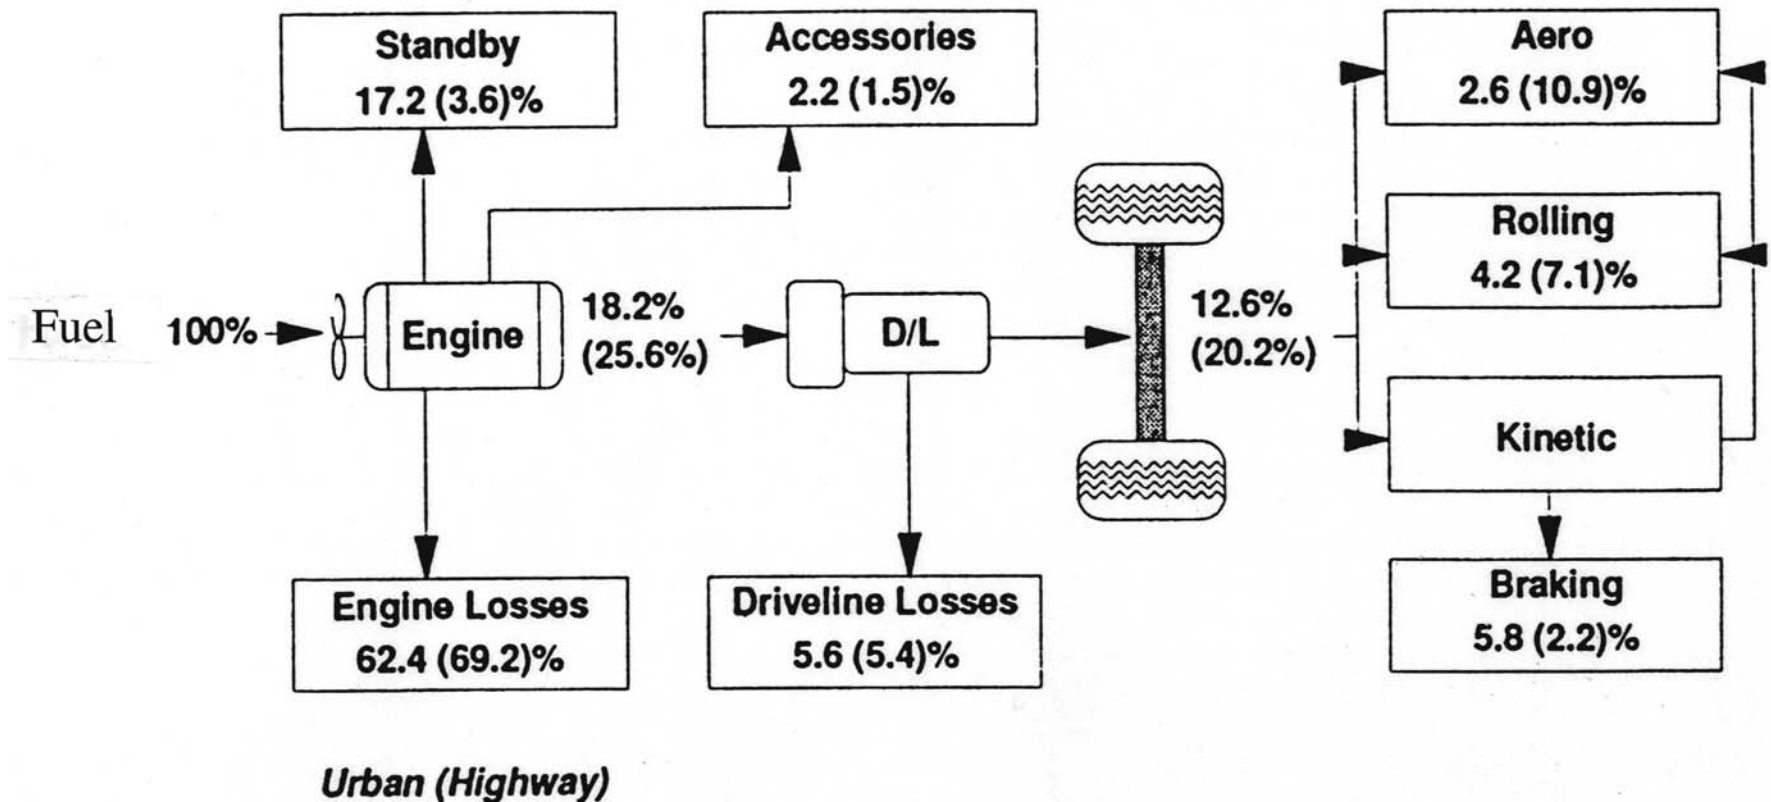 Standby
17.2 (3.6)%
Accessories
2.2 (1.5)%
Aero
2.6 (10.9)%
Rolling
4.2 (7.1)%
Fuel 100%
Engine
18.2%
(25.6%)
D/L
12.6%
(20.2%)
Kinetic
Engine Losses
62.4 (69.2)%
Driveline Losses
5.6 (5.4)%
Braking
5.8 (2.2)%
Urban (Highway)